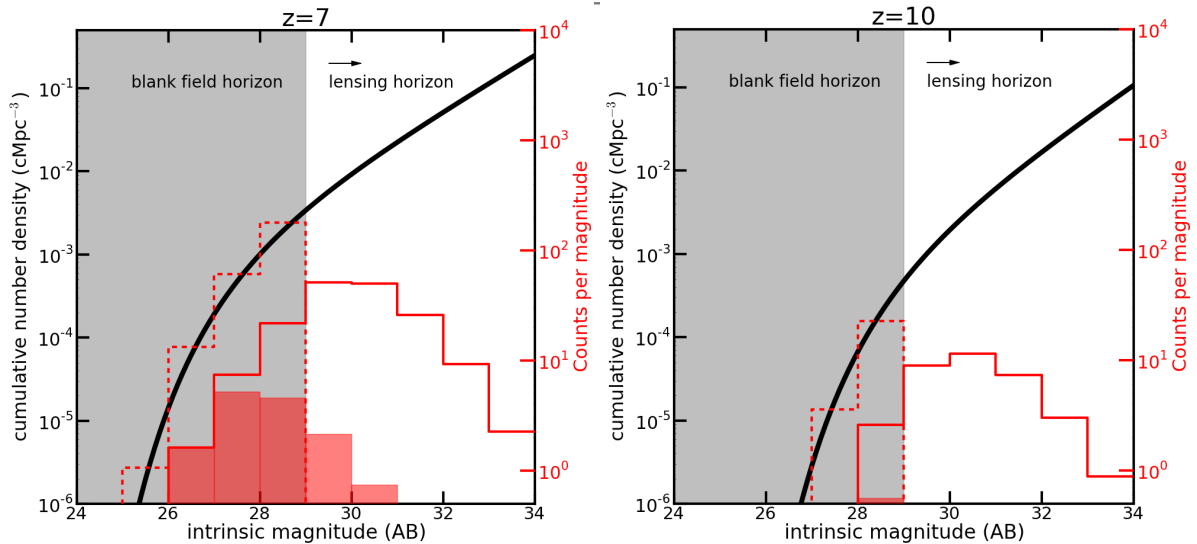 z=7
blank field horizon
lensing horizon
cumulative number density (cMpc⁻³)
10⁻¹
10⁻²
10⁻³
10⁻⁴
10⁻⁵
10⁻⁶
24 26 28 30 32 34
intrinsic magnitude (AB)
10⁴
10³
10²
10¹
10⁰
Counts per magnitude
z=10
blank field horizon
lensing horizon
cumulative number density (cMpc⁻³)
10⁻¹
10⁻²
10⁻³
10⁻⁴
10⁻⁵
10⁻⁶
24 26 28 30 32 34
intrinsic magnitude (AB)
10⁴
10³
10²
10¹
10⁰
Counts per magnitude